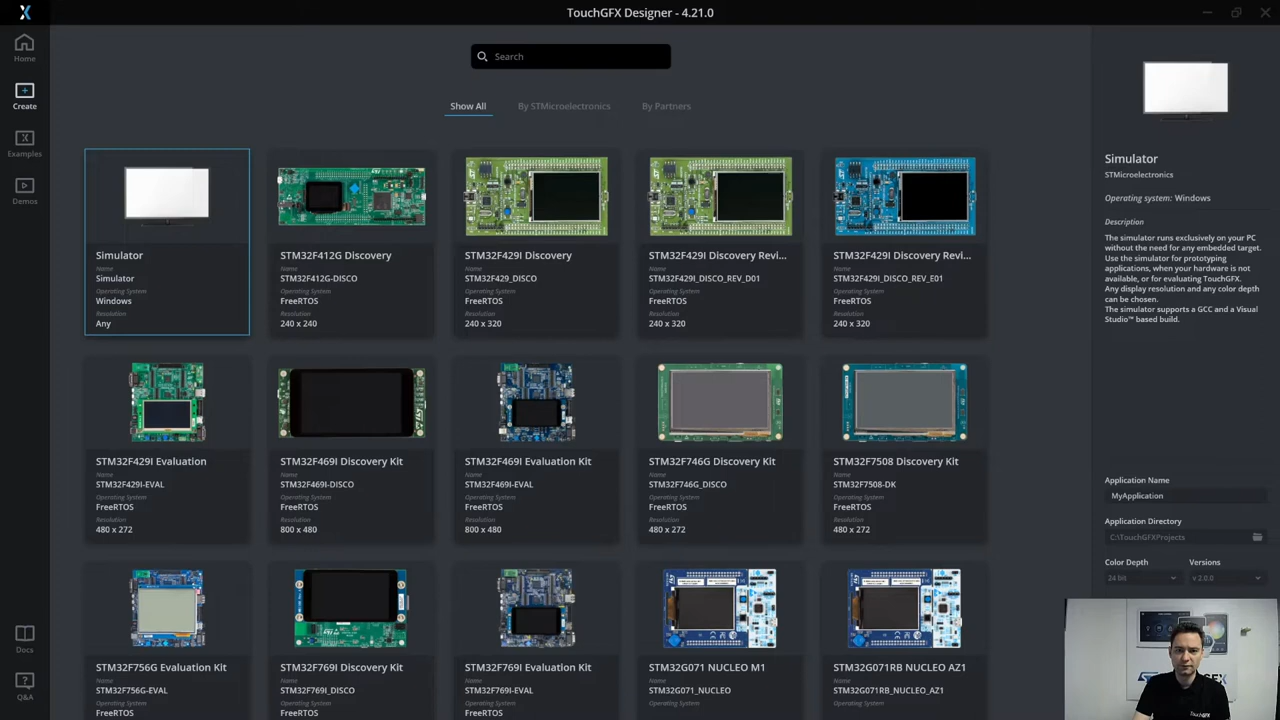 TouchGFX Designer - 4.21.0
Home
Create
Examples
Demos
Docs
Q&A
Search
Show All
By STMicroelectronics
By Partners
Simulator
Name
Simulator
Operating System
Windows
Resolution
Any
STM32F412G Discovery
Name
STM32F412G-DISCO
Operating System
FreeRTOS
Resolution
240 x 240
STM32F429I Discovery
Name
STM32F429_DISCO
Operating System
FreeRTOS
Resolution
240 x 320
STM32F429I Discovery Revi...
Name
STM32F429I_DISCO_REV_D01
Operating System
FreeRTOS
Resolution
240 x 320
STM32F429I Discovery Revi...
Name
STM32F429I_DISCO_REV_E01
Operating System
FreeRTOS
Resolution
240 x 320
STM32F429I Evaluation
Name
STM32F429I-EVAL
Operating System
FreeRTOS
Resolution
480 x 272
STM32F469I Discovery Kit
Name
STM32F469I-DISCO
Operating System
FreeRTOS
Resolution
800 x 480
STM32F469I Evaluation Kit
Name
STM32F469I-EVAL
Operating System
FreeRTOS
Resolution
800 x 480
STM32F746G Discovery Kit
Name
STM32F746G_DISCO
Operating System
FreeRTOS
Resolution
480 x 272
STM32F7508 Discovery Kit
Name
STM32F7508-DK
Operating System
FreeRTOS
Resolution
480 x 272
STM32F756G Evaluation Kit
Name
STM32F756G-EVAL
Operating System
FreeRTOS
STM32F769I Discovery Kit
Name
STM32F769I_DISCO
Operating System
FreeRTOS
STM32F769I Evaluation Kit
Name
STM32F769I-EVAL
Operating System
FreeRTOS
STM32G071 NUCLEO M1
Name
STM32G071_NUCLEO
Operating System
STM32G071RB NUCLEO AZ1
Name
STM32G071RB_NUCLEO_AZ1
Operating System
Simulator
STMicroelectronics
Operating system: Windows
Description
The simulator runs exclusively on your PC
without the need for any embedded target.
Use the simulator for prototyping
applications, when your hardware is not
available, or for evaluating TouchGFX.
Any display resolution and any color depth
can be chosen.
The simulator supports a GCC and a Visual
Studio™ based build.
Application Name
MyApplication
Application Directory
C:\TouchGFXProjects
Color Depth
Versions
24 bit
v 2.0.0
TouchGFX